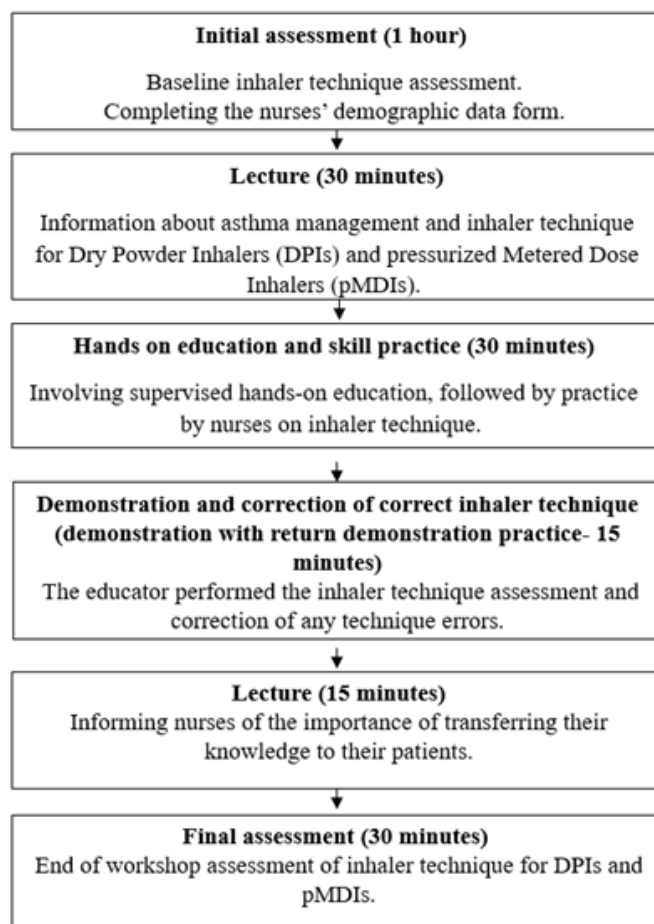 Initial assessment (1 hour)
Baseline inhaler technique assessment.
Completing the nurses’ demographic data form.
Lecture (30 minutes)
Information about asthma management and inhaler technique
for Dry Powder Inhalers (DPIs) and pressurized Metered Dose
Inhalers (pMDIs).
Hands on education and skill practice (30 minutes)
Involving supervised hands-on education, followed by practice
by nurses on inhaler technique.
Demonstration and correction of correct inhaler technique
(demonstration with return demonstration practice- 15
minutes)
The educator performed the inhaler technique assessment and
correction of any technique errors.
Lecture (15 minutes)
Informing nurses of the importance of transferring their
knowledge to their patients.
Final assessment (30 minutes)
End of workshop assessment of inhaler technique for DPIs and
pMDIs.